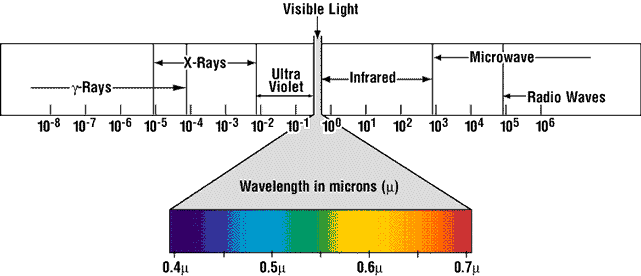 Visible Light
X-Rays
Microwave
γ-Rays
Ultra
Violet
Infrared
Radio Waves
10-8 10-7 10-6 10-5 10-4 10-3 10-2 10-1 100 101 102 103 104 105 106
Wavelength in microns (μ)
0.4μ 0.5μ 0.6μ 0.7μ